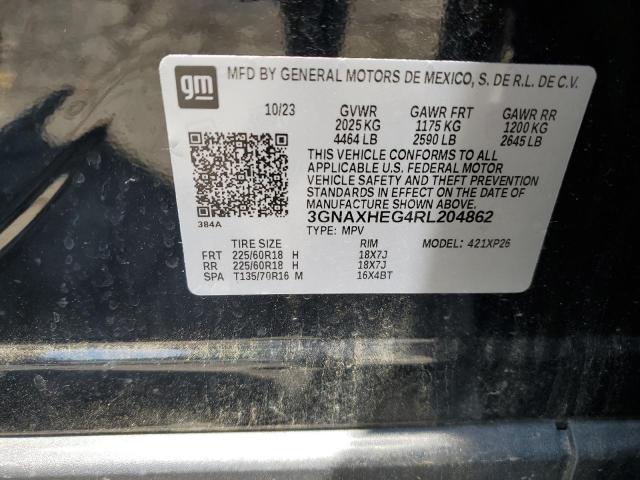 gm
MFD BY GENERAL MOTORS DE MEXICO, S. DE R.L. DE C.V.
10/23 GVWR GAWR FRT GAWR RR
2025 KG 1175 KG 1200 KG
4464 LB 2590 LB 2645 LB
THIS VEHICLE CONFORMS TO ALL
APPLICABLE U.S. FEDERAL MOTOR
VEHICLE SAFETY AND THEFT PREVENTION
STANDARDS IN EFFECT ON THE DATE OF
MANUFACTURE SHOWN ABOVE.
384A 3GNAXHEG4RL204862
TYPE: MPV MODEL: 421XP26
TIRE SIZE RIM
FRT 225/60R18 H 18X7J
RR 225/60R18 H 18X7J
SPA T135/70R16 M 16X4BT